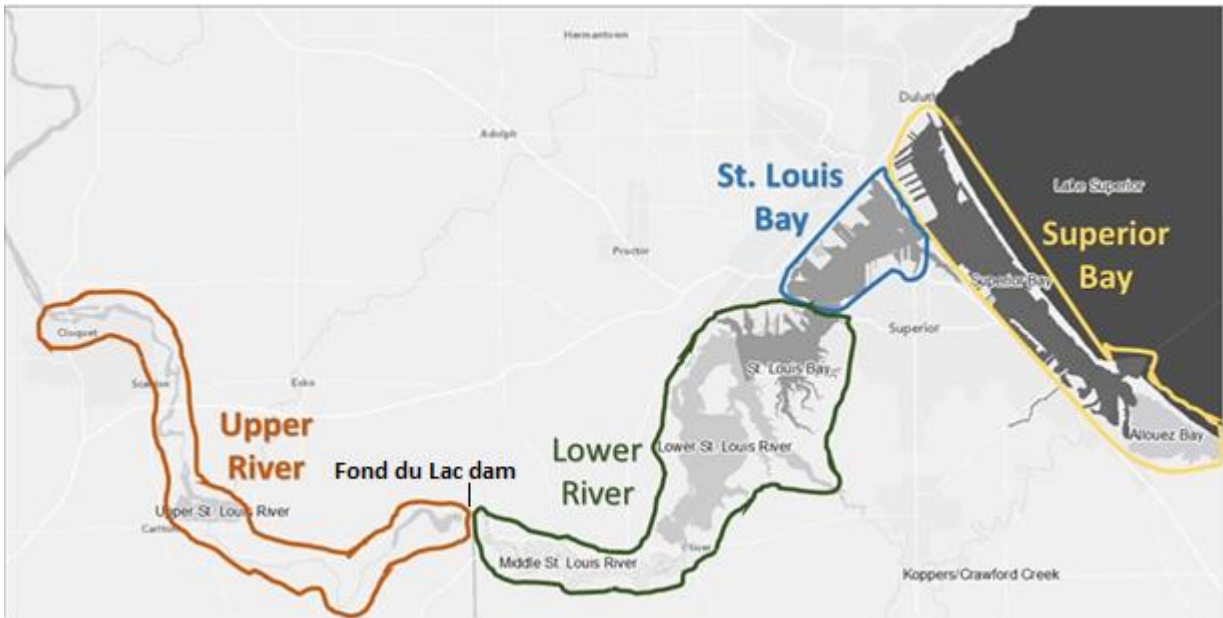 Hermantown
Duluth
Adolph
Lake Superior
St. Louis
Bay
Superior
Bay
Proctor
Superior Bay
Cloquet
Superior
Scanlon
Esko
St. Louis Bay
Upper
River
Lower
River
Lower St. Louis River
Allouez Bay
Fond du Lac dam
Upper St. Louis River
Carlton
Oliver
Middle St. Louis River
Koppers/Crawford Creek